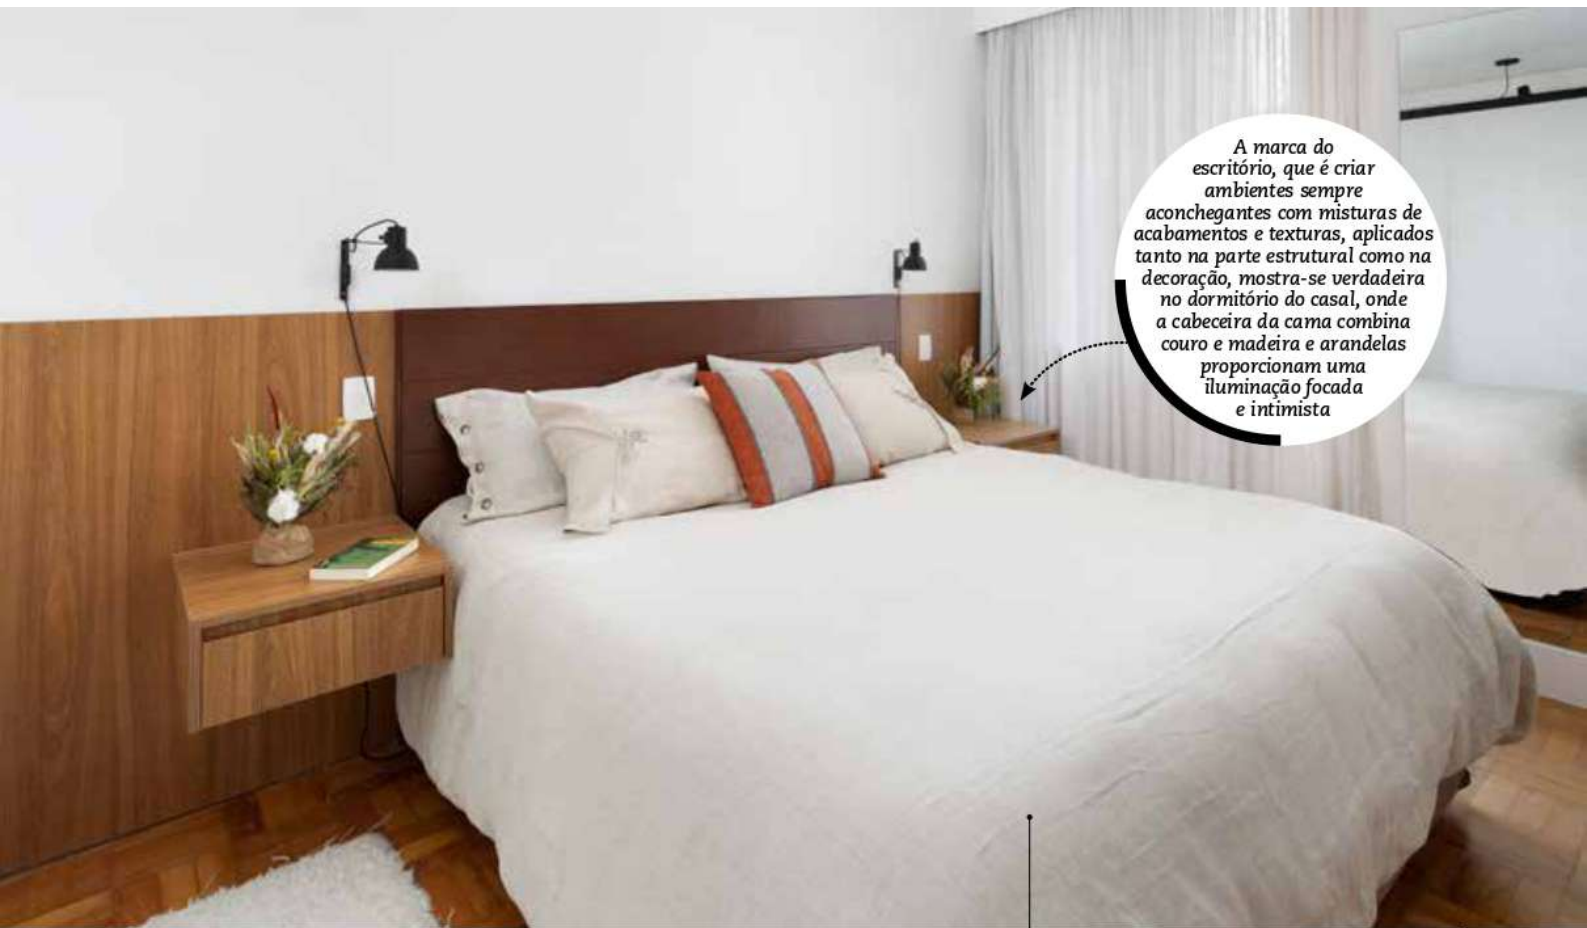 A marca do
escritório, que é criar
ambientes sempre
aconchegantes com misturas de
acabamentos e texturas, aplicados
tanto na parte estrutural como na
decoração, mostra-se verdadeira
no dormitório do casal, onde
a cabeceira da cama combina
couro e madeira e arandelas
proporcionam uma
iluminação focada
e intimista